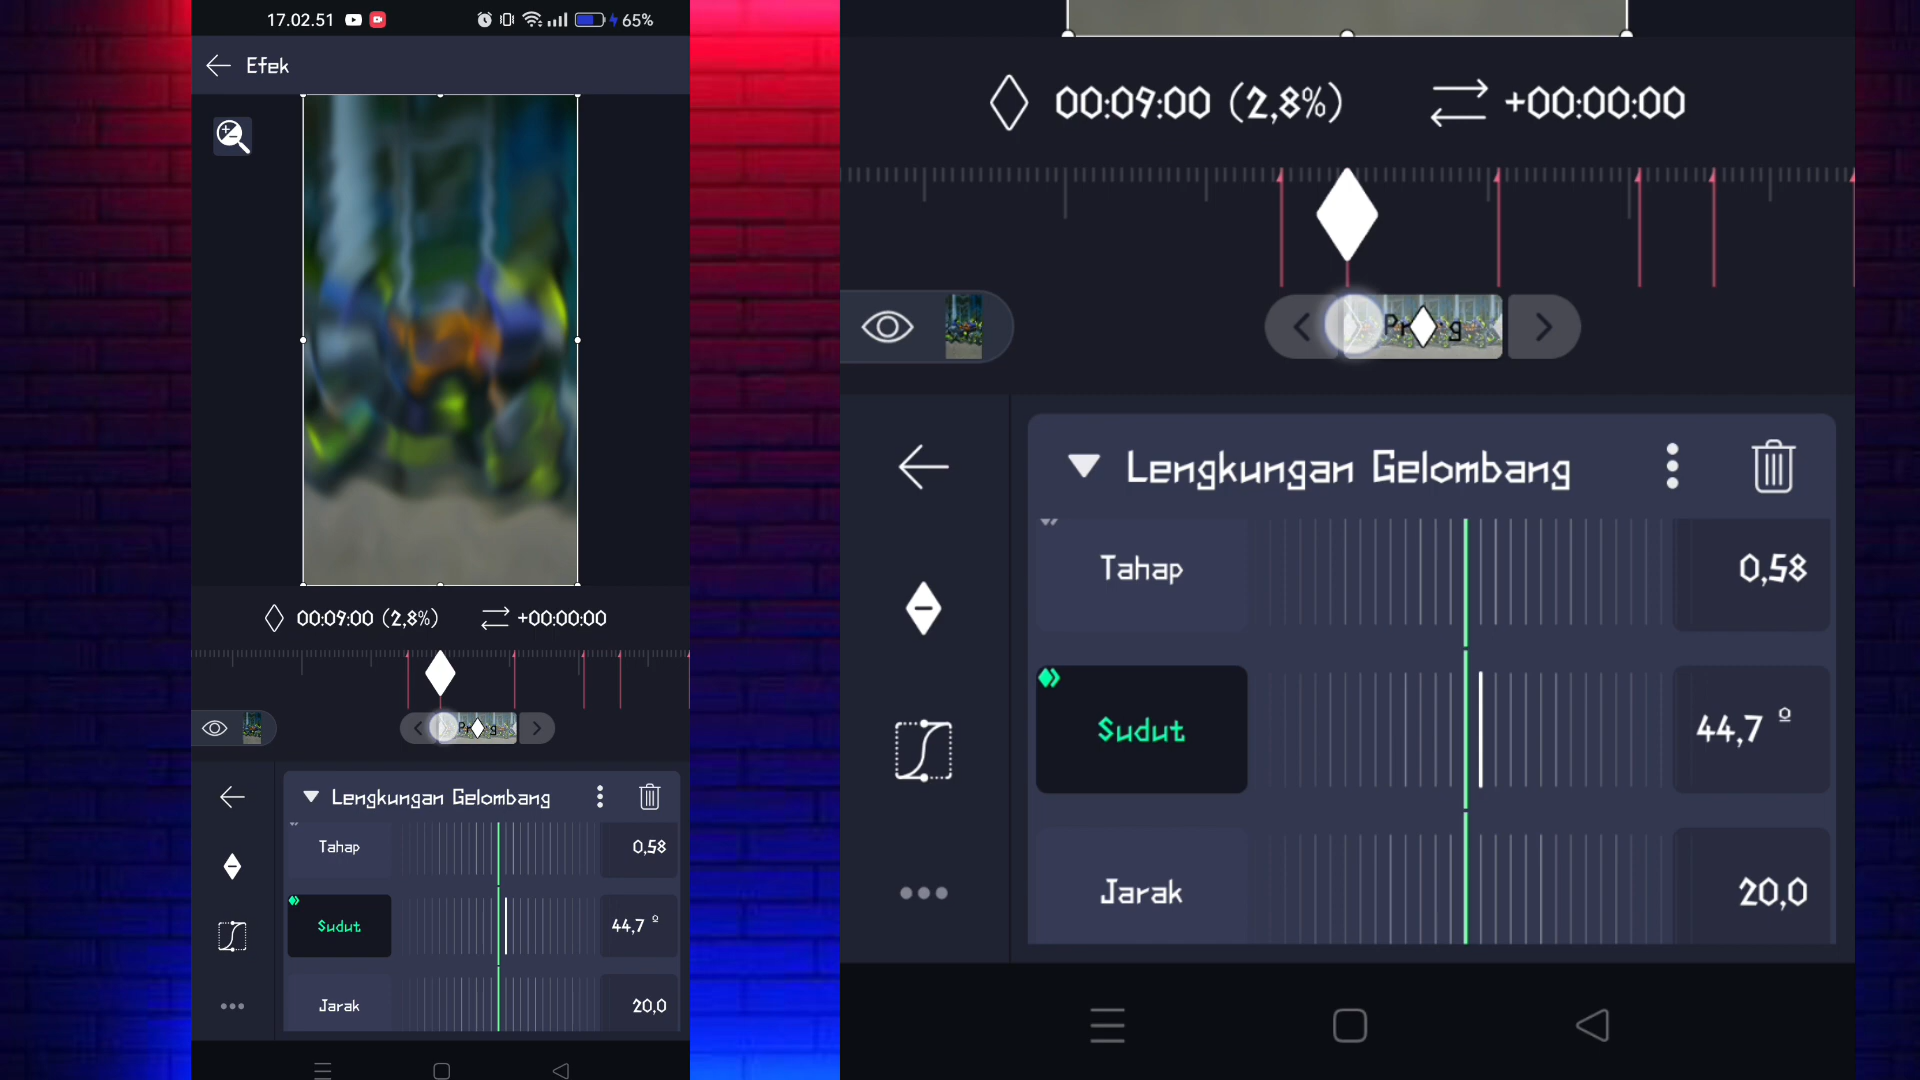 17.02.51
65%
Efek
00:09:00 (2,8%)
+00:00:00
Lengkungan Gelombang
Tahap
0,58
Sudut
44,7 º
Jarak
20,0
00:09:00 (2,8%)
+00:00:00
Lengkungan Gelombang
Tahap
0,58
Sudut
44,7 º
Jarak
20,0